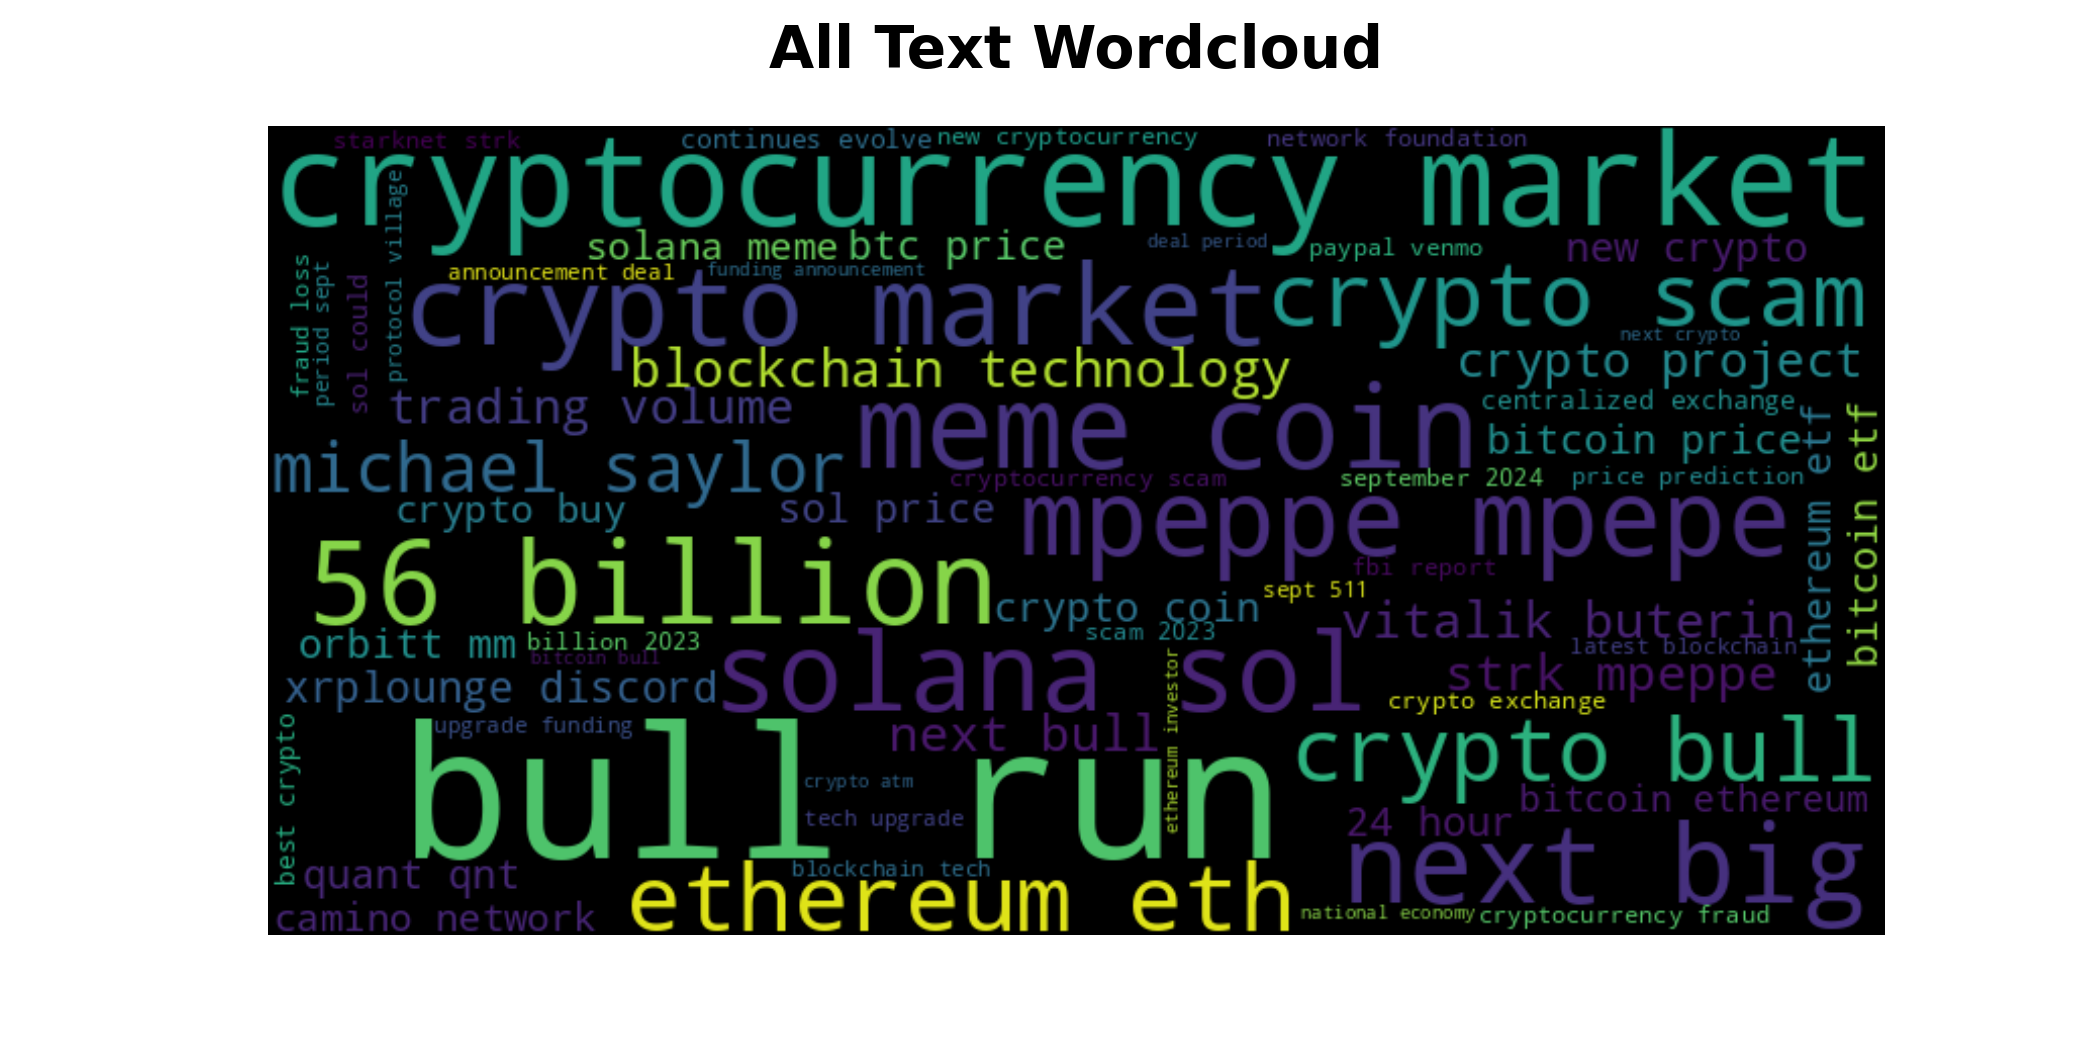 All Text Wordcloud
starknet strk
continues evolve
new cryptocurrency
network foundation
cryptocurrency market
protocol village
solana meme
btc price
deal period
paypal venmo
new crypto
fraud loss
period sept
sol could
announcement deal
funding announcement
crypto market
crypto scam
next crypto
blockchain technology
crypto project
trading volume
meme coin
centralized exchange
bitcoin price
ethereum etf
bitcoin etf
michael saylor
cryptocurrency scam
september 2024
price prediction
crypto buy
sol price
mpeppe mpepe
56 billion
fbi report
sept 511
crypto coin
scam 2023
vitalik buterin
orbitt mm
billion 2023
bitcoin bull
solana sol
latest blockchain
xrplounge discord
strk mpeppe
ethereum investor
crypto exchange
best crypto
upgrade funding
next bull
bull run
crypto bull
crypto atm
tech upgrade
bitcoin ethereum
24 hour
next big
quant qnt
blockchain tech
ethereum eth
camino network
national economy
cryptocurrency fraud